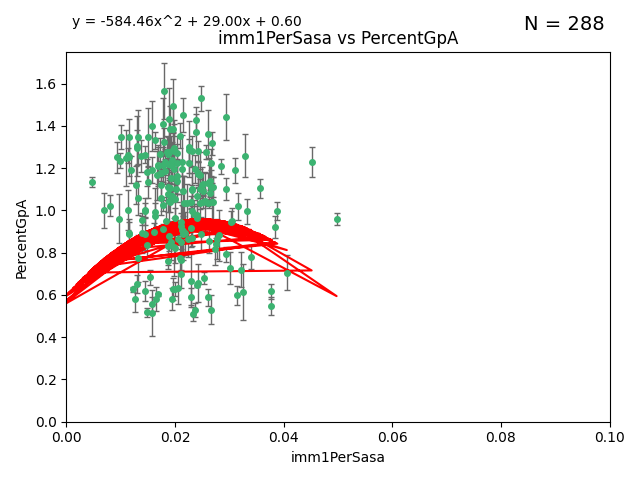 y = -584.46x^2 + 29.00x + 0.60
N = 288
imm1PerSasa vs PercentGpA
PercentGpA
1.6
1.4
1.2
1.0
0.8
0.6
0.4
0.2
0.0
0.00 0.02 0.04 0.06 0.08 0.10
imm1PerSasa